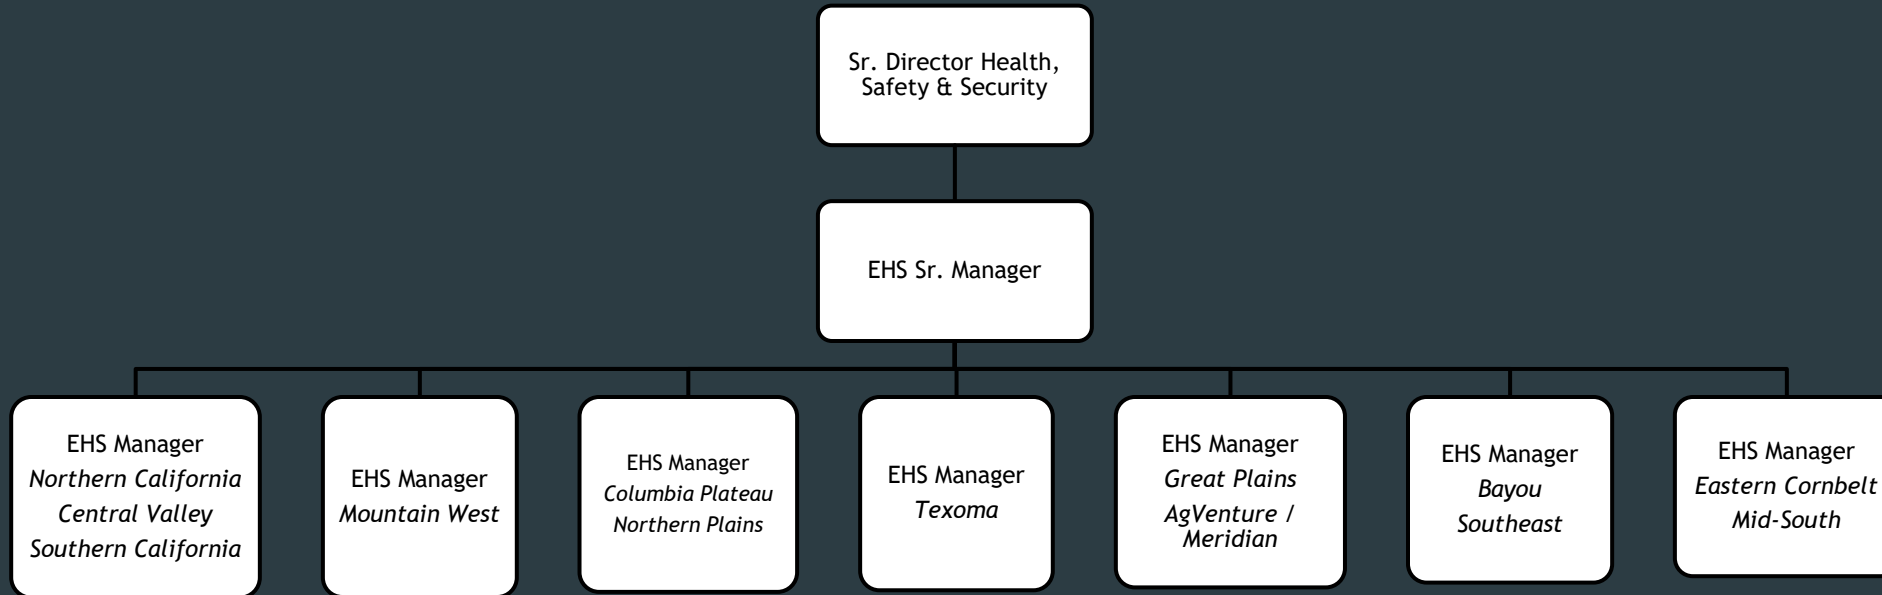 Sr. Director Health,
Safety & Security
EHS Sr. Manager
EHS Manager
Northern California
Central Valley
Southern California
EHS Manager
Mountain West
EHS Manager
Columbia Plateau
Northern Plains
EHS Manager
Texoma
EHS Manager
Great Plains
AgVenture /
Meridian
EHS Manager
Bayou
Southeast
EHS Manager
Eastern Cornbelt
Mid-South